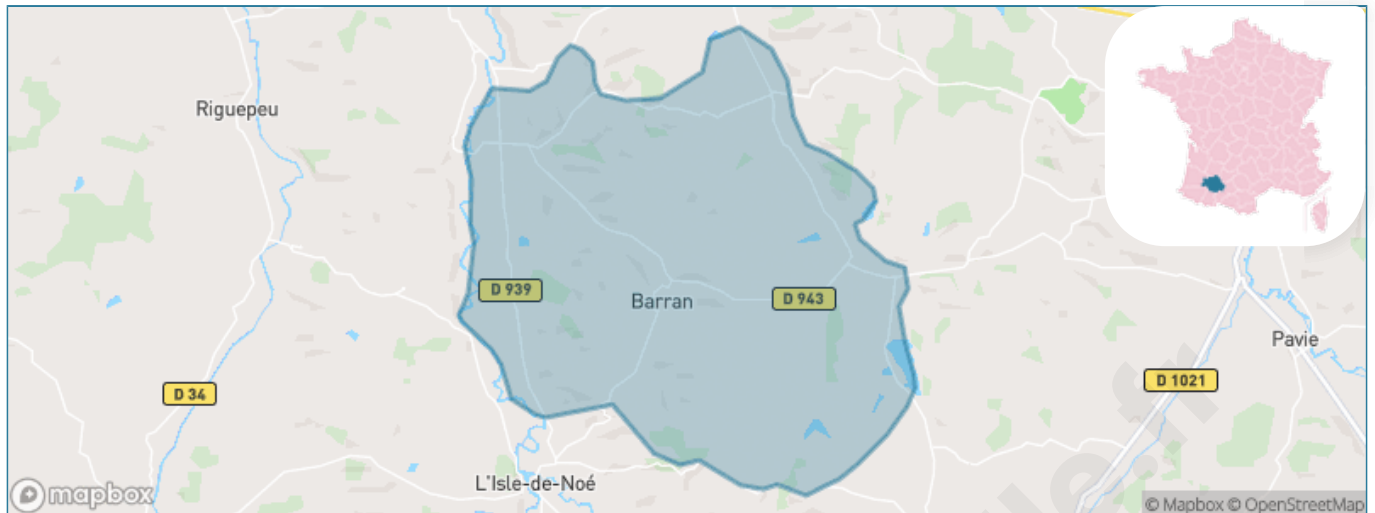 Riguepeu
D 939
Barran
D 943
Pavie
D 1021
D 34
L'Isle-de-Noé
mapbox
© Mapbox © OpenStreetMap